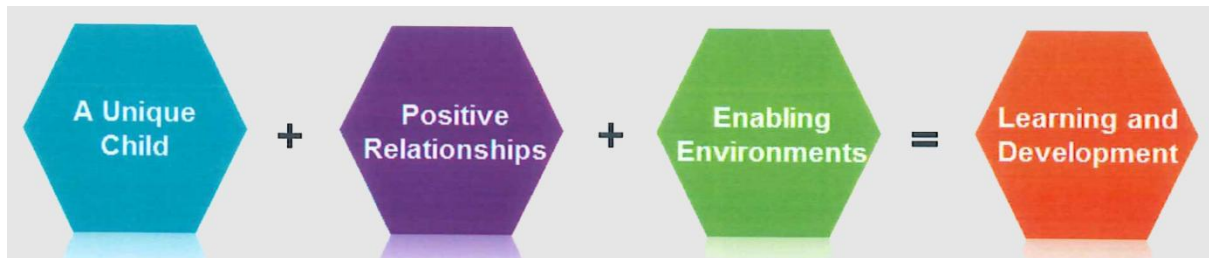 A Unique
Child
+
Positive
Relationships
+
Enabling
Environments
=
Learning and
Development